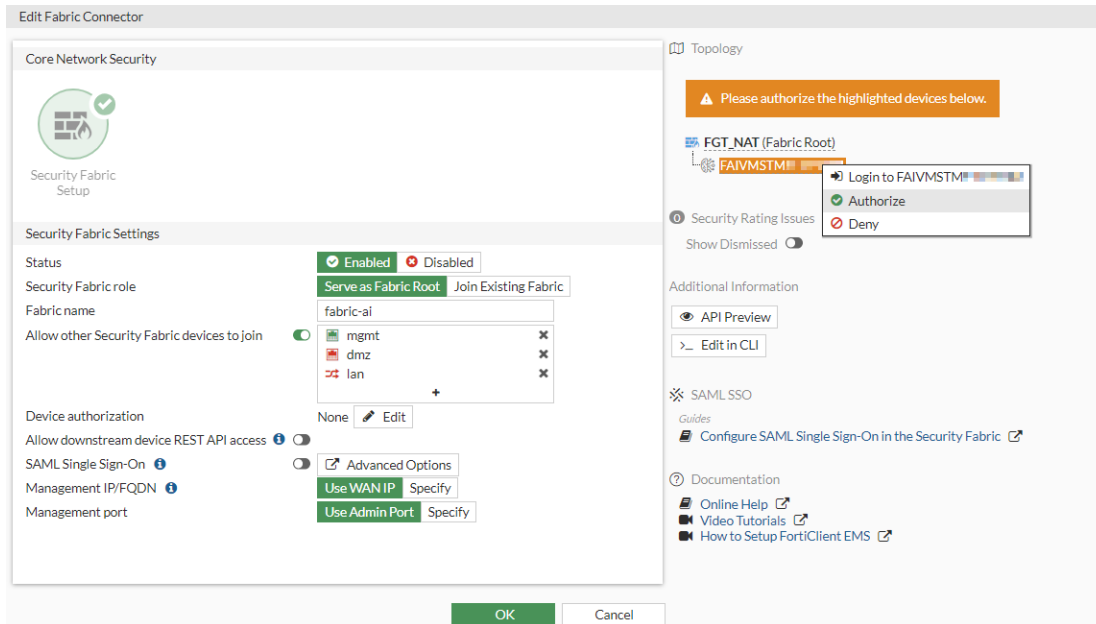 Edit Fabric Connector
Core Network Security
Security Fabric
Setup
Security Fabric Settings
Status
Enabled Disabled
Security Fabric role
Serve as Fabric Root Join Existing Fabric
Fabric name
fabric-ai
Allow other Security Fabric devices to join
mgmt
dmz
lan
+
Device authorization
None Edit
Allow downstream device REST API access
SAML Single Sign-On
Advanced Options
Management IP/FQDN
Use WAN IP Specify
Management port
Use Admin Port Specify
Topology
Please authorize the highlighted devices below.
FGT_NAT (Fabric Root)
FAIVMSTM
Login to FAIVMSTM
Authorize
Deny
0 Security Rating Issues
Show Dismissed
Additional Information
API Preview
>_ Edit in CLI
SAML SSO
Guides
Configure SAML Single Sign-On in the Security Fabric
Documentation
Online Help
Video Tutorials
How to Setup FortiClient EMS
OK Cancel